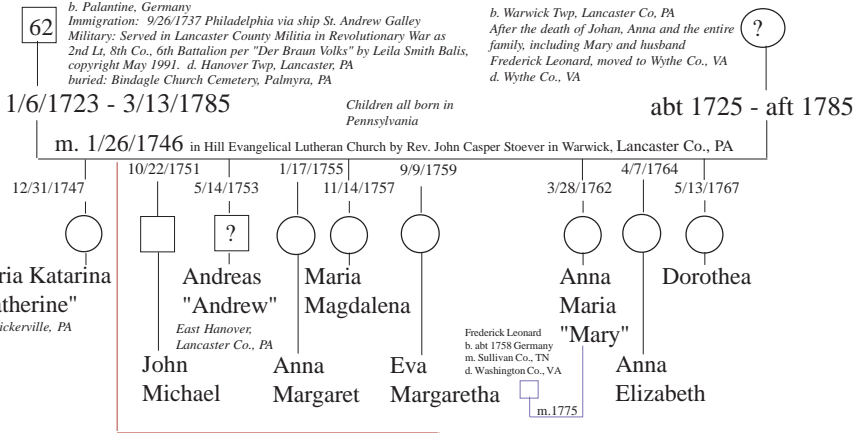 b. Palantine, Germany
Immigration: 9/26/1737 Philadelphia via ship St. Andrew Galley
Military: Served in Lancaster County Militia in Revolutionary War as
2nd Lt, 8th Co., 6th Battalion per "Der Braun Volks" by Leila Smith Balis,
copyright May 1991. d. Hanover Twp, Lancaster, PA
buried: Bindagle Church Cemetery, Palmyra, PA
62
b. Warwick Twp, Lancaster Co, PA
After the death of Johan, Anna and the entire
family, including Mary and husband
Frederick Leonard, moved to Wythe Co., VA
d. Wythe Co., VA
?
1/6/1723 - 3/13/1785
Children all born in
Pennsylvania
abt 1725 - aft 1785
m. 1/26/1746 in Hill Evangelical Lutheran Church by Rev. John Casper Stoever in Warwick, Lancaster Co., PA
12/31/1747
10/22/1751
5/14/1753
1/17/1755
11/14/1757
9/9/1759
3/28/1762
4/7/1764
5/13/1767
?
ria Katarina
atherine"
ickerville, PA
Andreas
"Andrew"
East Hanover,
Lancaster Co., PA
Maria
Magdalena
Anna
Maria
"Mary"
Dorothea
John
Michael
Anna
Margaret
Eva
Margaretha
Frederick Leonard
b. abt 1758 Germany
m. Sullivan Co., TN
d. Washington Co., VA
m.1775
Anna
Elizabeth